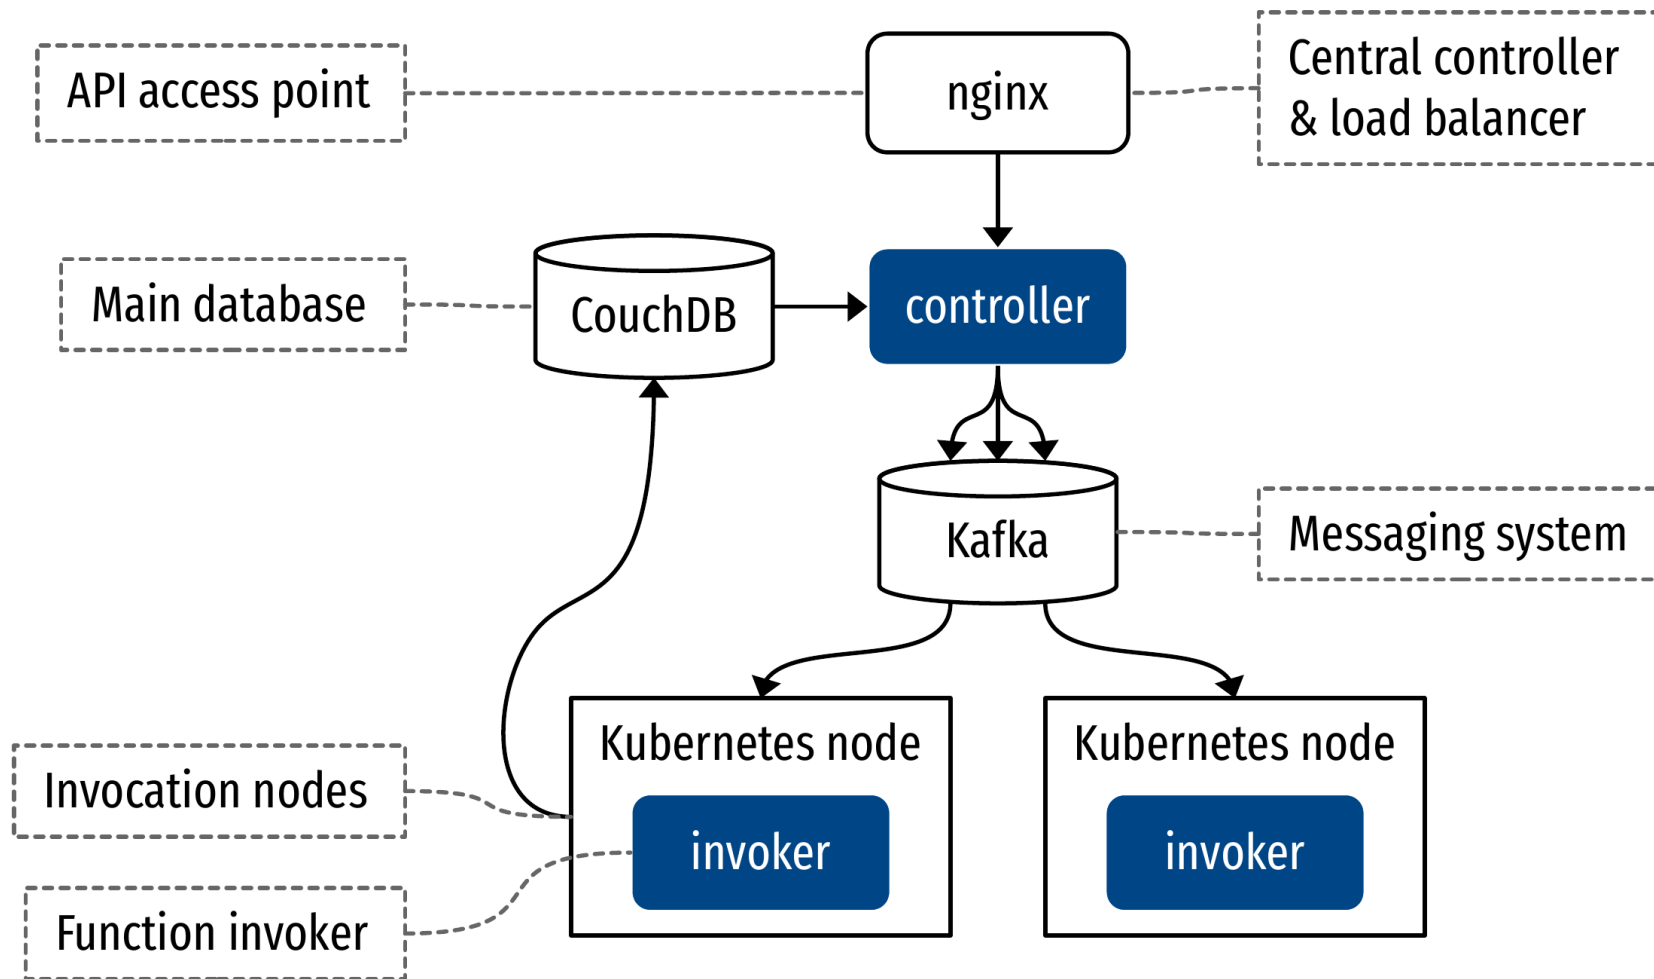 API access point
nginx
Central controller
& load balancer
Main database
CouchDB
controller
Kafka
Messaging system
Kubernetes node
Kubernetes node
Invocation nodes
invoker
invoker
Function invoker